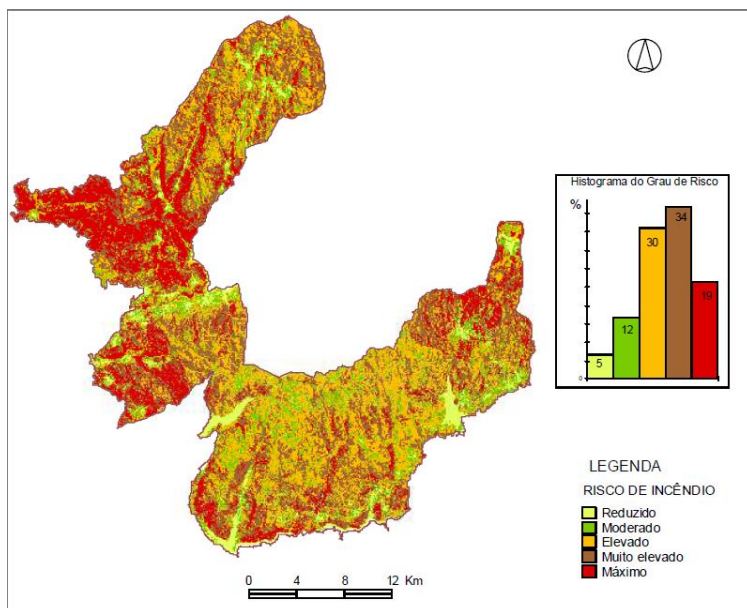 Histograma do Grau de Risco
%
34
30
19
12
5
0
LEGENDA
RISCO DE INCÊNDIO
Reduzido
Moderado
Elevado
Muito elevado
Máximo
0 4 8 12 Km